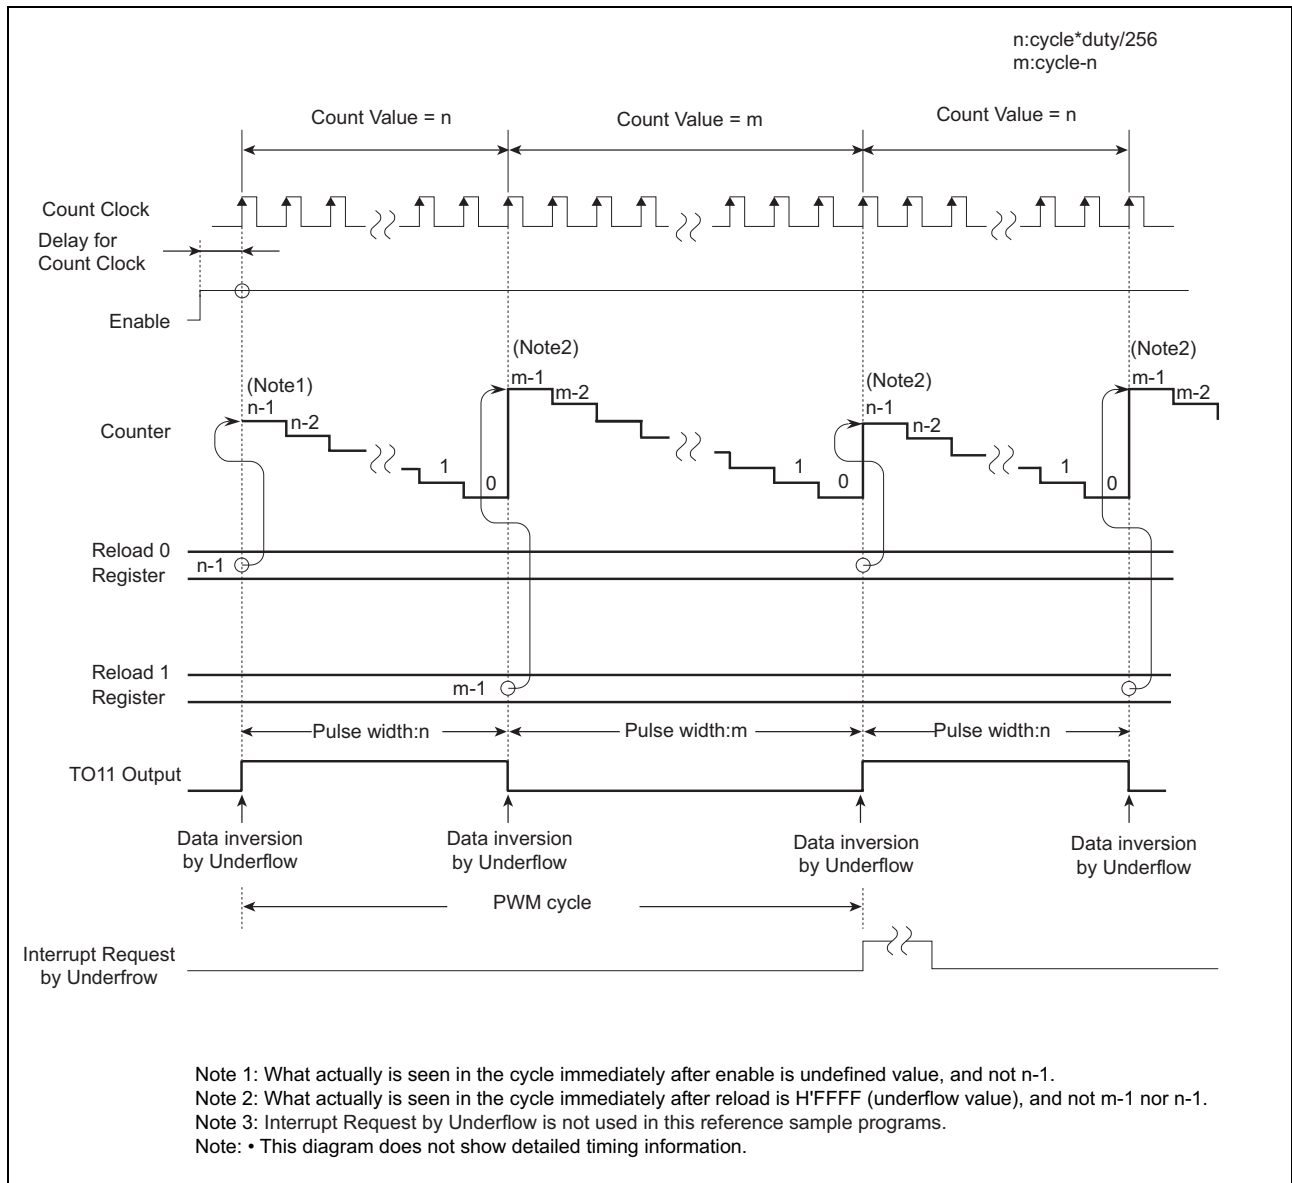 n:cycle*duty/256
m:cycle-n
Count Value = n
Count Value = m
Count Value = n
Count Clock
Delay for
Count Clock
Enable
(Note1)
(Note2)
(Note2)
(Note2)
n-1
n-2
1
0
m-1
m-2
1
0
n-1
n-2
1
0
m-1
m-2
Counter
Reload 0
Register
n-1
Reload 1
Register
m-1
Pulse width:n
Pulse width:m
Pulse width:n
TO11 Output
Data inversion
by Underflow
Data inversion
by Underflow
Data inversion
by Underflow
Data inversion
by Underflow
PWM cycle
Interrupt Request
by Underfrow
Note 1: What actually is seen in the cycle immediately after enable is undefined value, and not n-1.
Note 2: What actually is seen in the cycle immediately after reload is H'FFFF (underflow value), and not m-1 nor n-1.
Note 3: Interrupt Request by Underflow is not used in this reference sample programs.
Note: • This diagram does not show detailed timing information.